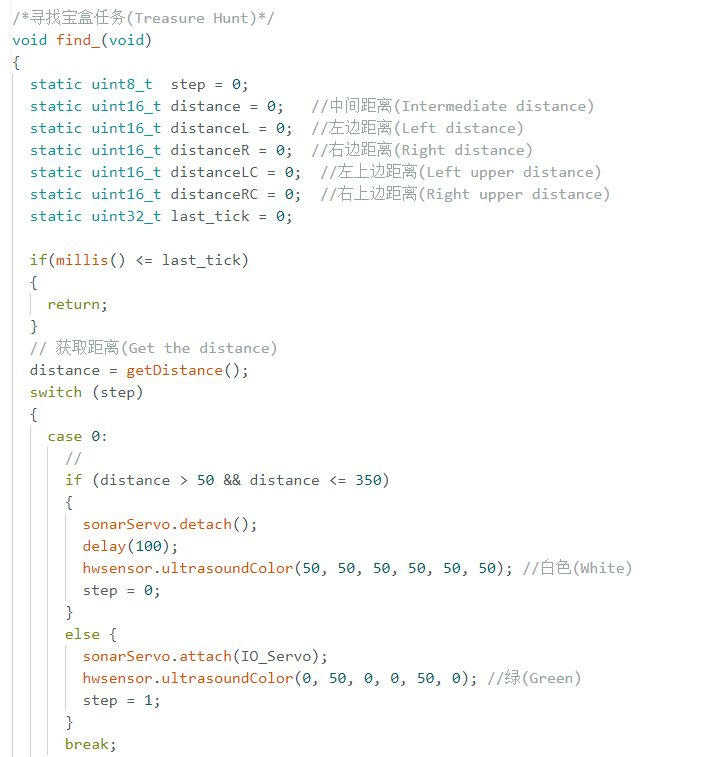 /*寻找宝盒任务(Treasure Hunt)*/
void find_(void)
{
static uint8_t  step = 0;
static uint16_t distance = 0;   //中间距离(Intermediate distance)
static uint16_t distanceL = 0;  //左边距离(Left distance)
static uint16_t distanceR = 0;  //右边距离(Right distance)
static uint16_t distanceLC = 0;  //左上边距离(Left upper distance)
static uint16_t distanceRC = 0;  //右上边距离(Right upper distance)
static uint32_t last_tick = 0;
if(millis() <= last_tick)
{
return;
}
// 获取距离(Get the distance)
distance = getDistance();
switch (step)
{
case 0:
//
if (distance > 50 && distance <= 350)
{
sonarServo.detach();
delay(100);
hwsensor.ultrasoundColor(50, 50, 50, 50, 50, 50); //白色(White)
step = 0;
}
else {
sonarServo.attach(IO_Servo);
hwsensor.ultrasoundColor(0, 50, 0, 0, 50, 0); //绿(Green)
step = 1;
}
break;